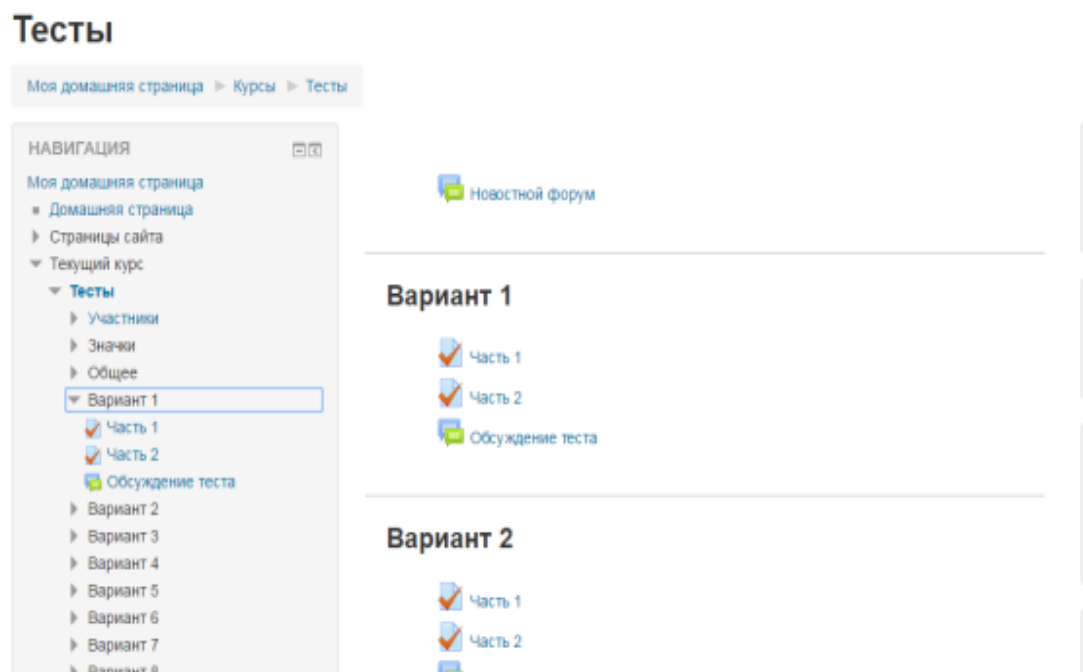 Тесты
Моя домашняя страница Курсы Тесты
НАВИГАЦИЯ
Моя домашняя страница
Домашняя страница
Страницы сайта
Текущий курс
Тесты
Участники
Значки
Общее
Вариант 1
Часть 1
Часть 2
Обсуждение теста
Вариант 2
Вариант 3
Вариант 4
Вариант 5
Вариант 6
Вариант 7
Вариант 8
Новостной форум
Вариант 1
Часть 1
Часть 2
Обсуждение теста
Вариант 2
Часть 1
Часть 2